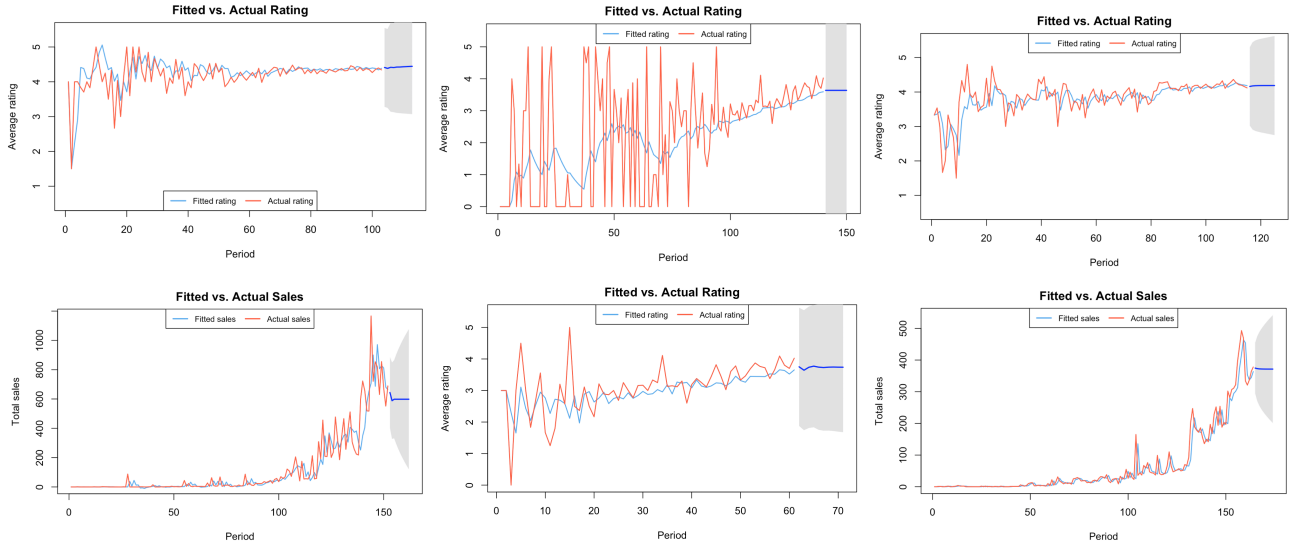 Fitted vs. Actual Rating
Average rating
5
4
3
2
1
Fitted rating Actual rating
0 20 40 60 80 100
Period
Fitted vs. Actual Rating
Fitted rating Actual rating
Average rating
5
4
3
2
1
0
0 50 100 150
Period
Fitted vs. Actual Rating
Fitted rating Actual rating
Average rating
5
4
3
2
1
0 20 40 60 80 100 120
Period
Fitted vs. Actual Sales
Fitted sales Actual sales
Total sales
1000
800
600
400
200
0
0 50 100 150
Period
Fitted vs. Actual Rating
Fitted rating Actual rating
Average rating
5
4
3
2
1
0
0 10 20 30 40 50 60 70
Period
Fitted vs. Actual Sales
Fitted sales Actual sales
Total sales
500
400
300
200
100
0
0 50 100 150
Period